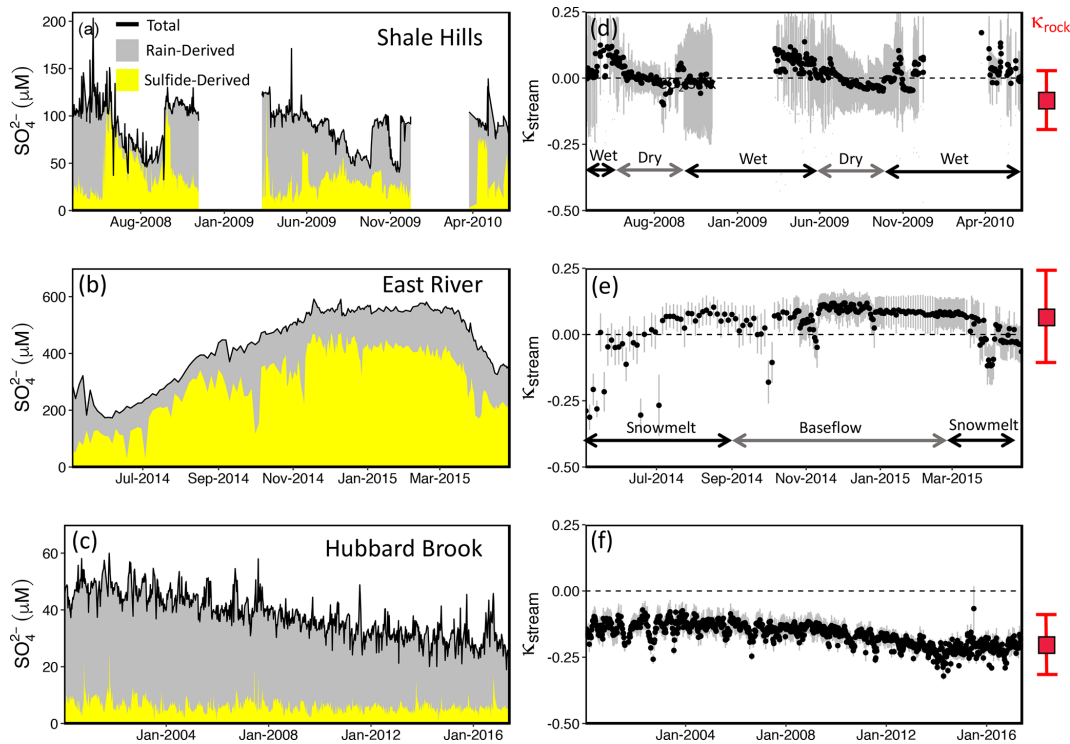 (a)
Total
Rain-Derived
Sulfide-Derived
Shale Hills
SO₄²⁻ (µM)
200
150
100
50
0
Aug-2008
Jan-2009
Jun-2009
Nov-2009
Apr-2010
(d)
κrock
κstream
0.25
0.00
-0.25
-0.50
Wet
Dry
Wet
Dry
Wet
Aug-2008
Jan-2009
Jun-2009
Nov-2009
Apr-2010
(b)
East River
SO₄²⁻ (µM)
600
400
200
0
Jul-2014
Sep-2014
Nov-2014
Jan-2015
Mar-2015
(e)
κstream
0.25
0.00
-0.25
-0.50
Snowmelt
Baseflow
Snowmelt
Jul-2014
Sep-2014
Nov-2014
Jan-2015
Mar-2015
(c)
Hubbard Brook
SO₄²⁻ (µM)
60
40
20
0
Jan-2004
Jan-2008
Jan-2012
Jan-2016
(f)
κstream
0.25
0.00
-0.25
-0.50
Jan-2004
Jan-2008
Jan-2012
Jan-2016